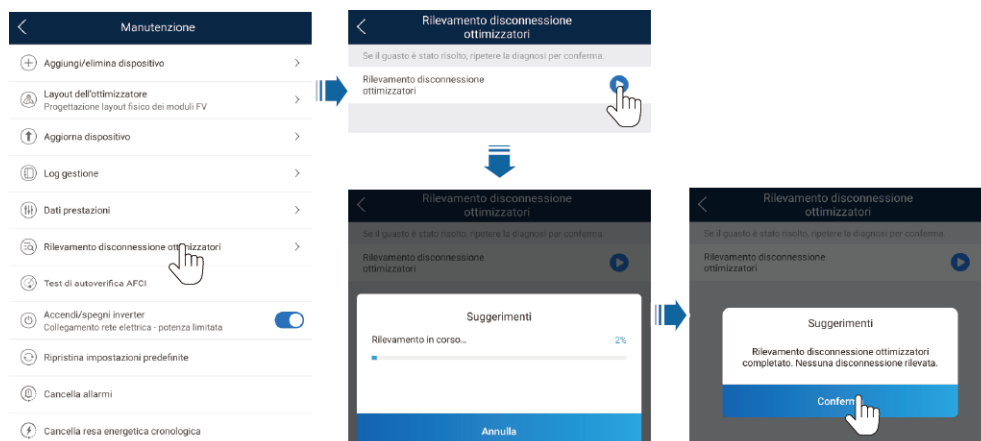 Manutenzione
Aggiungi/elimina dispositivo
Layout dell'ottimizzatore
Progettazione layout fisico dei moduli FV
Aggiorna dispositivo
Log gestione
Dati prestazioni
Rilevamento disconnessione ottimizzatori
Test di autoverifica AFCI
Accendi/spegni inverter
Collegamento rete elettrica - potenza limitata
Ripristina impostazioni predefinite
Cancella allarmi
Cancella resa energetica cronologica
Rilevamento disconnessione
ottimizzatori
Se il guasto è stato risolto, ripetere la diagnosi per conferma.
Rilevamento disconnessione
ottimizzatori
Rilevamento disconnessione
ottimizzatori
Se il guasto è stato risolto, ripetere la diagnosi per conferma.
Rilevamento disconnessione
ottimizzatori
Suggerimenti
Rilevamento in corso... 2%
Annulla
Rilevamento disconnessione
ottimizzatori
Se il guasto è stato risolto, ripetere la diagnosi per conferma.
Rilevamento disconnessione
ottimizzatori
Suggerimenti
Rilevamento disconnessione ottimizzatori
completato. Nessuna disconnessione rilevata.
Conferm